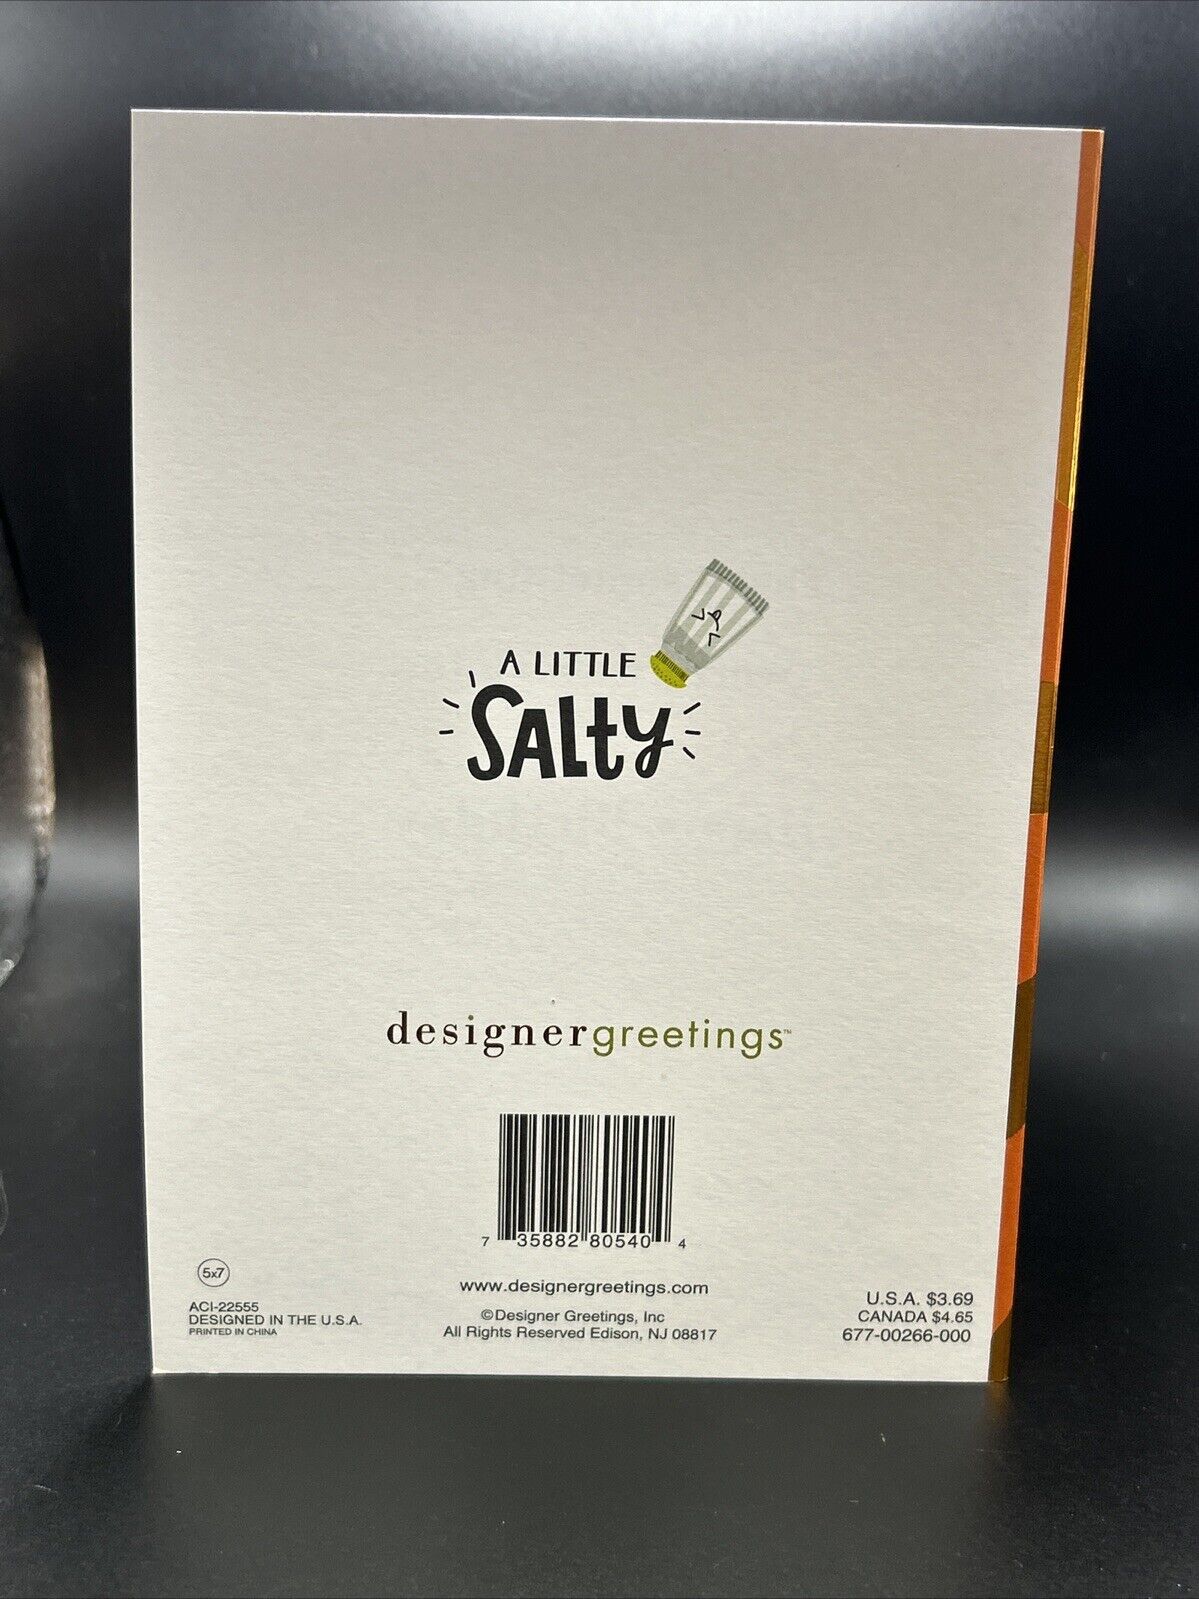 A LITTLE
SALty
designergreetings™
7 35882 80540 4
5x7
ACI-22555
DESIGNED IN THE U.S.A.
PRINTED IN CHINA
www.designergreetings.com
©Designer Greetings, Inc
All Rights Reserved Edison, NJ 08817
U.S.A. $3.69
CANADA $4.65
677-00266-000